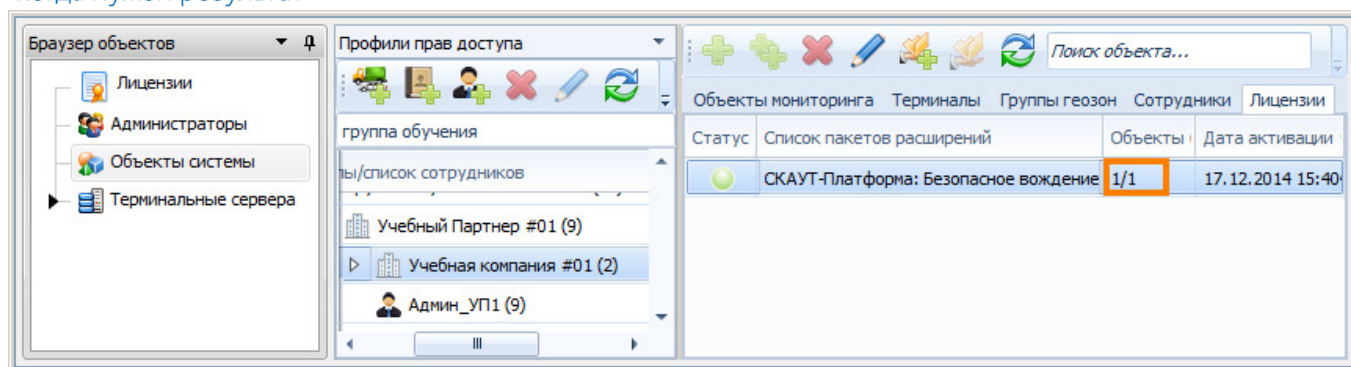 Браузер объектов
Лицензии
Администраторы
Объекты системы
Терминальные сервера
Профили прав доступа
группа обучения
пы/список сотрудников
Учебный Партнер #01 (9)
Учебная компания #01 (2)
Админ_УП1 (9)
Поиск объекта...
Объекты мониторинга Терминалы Группы геозон Сотрудники Лицензии
Статус Список пакетов расширений Объекты Дата активации
СКАУТ-Платформа: Безопасное вождение 1/1 17.12.2014 15:40